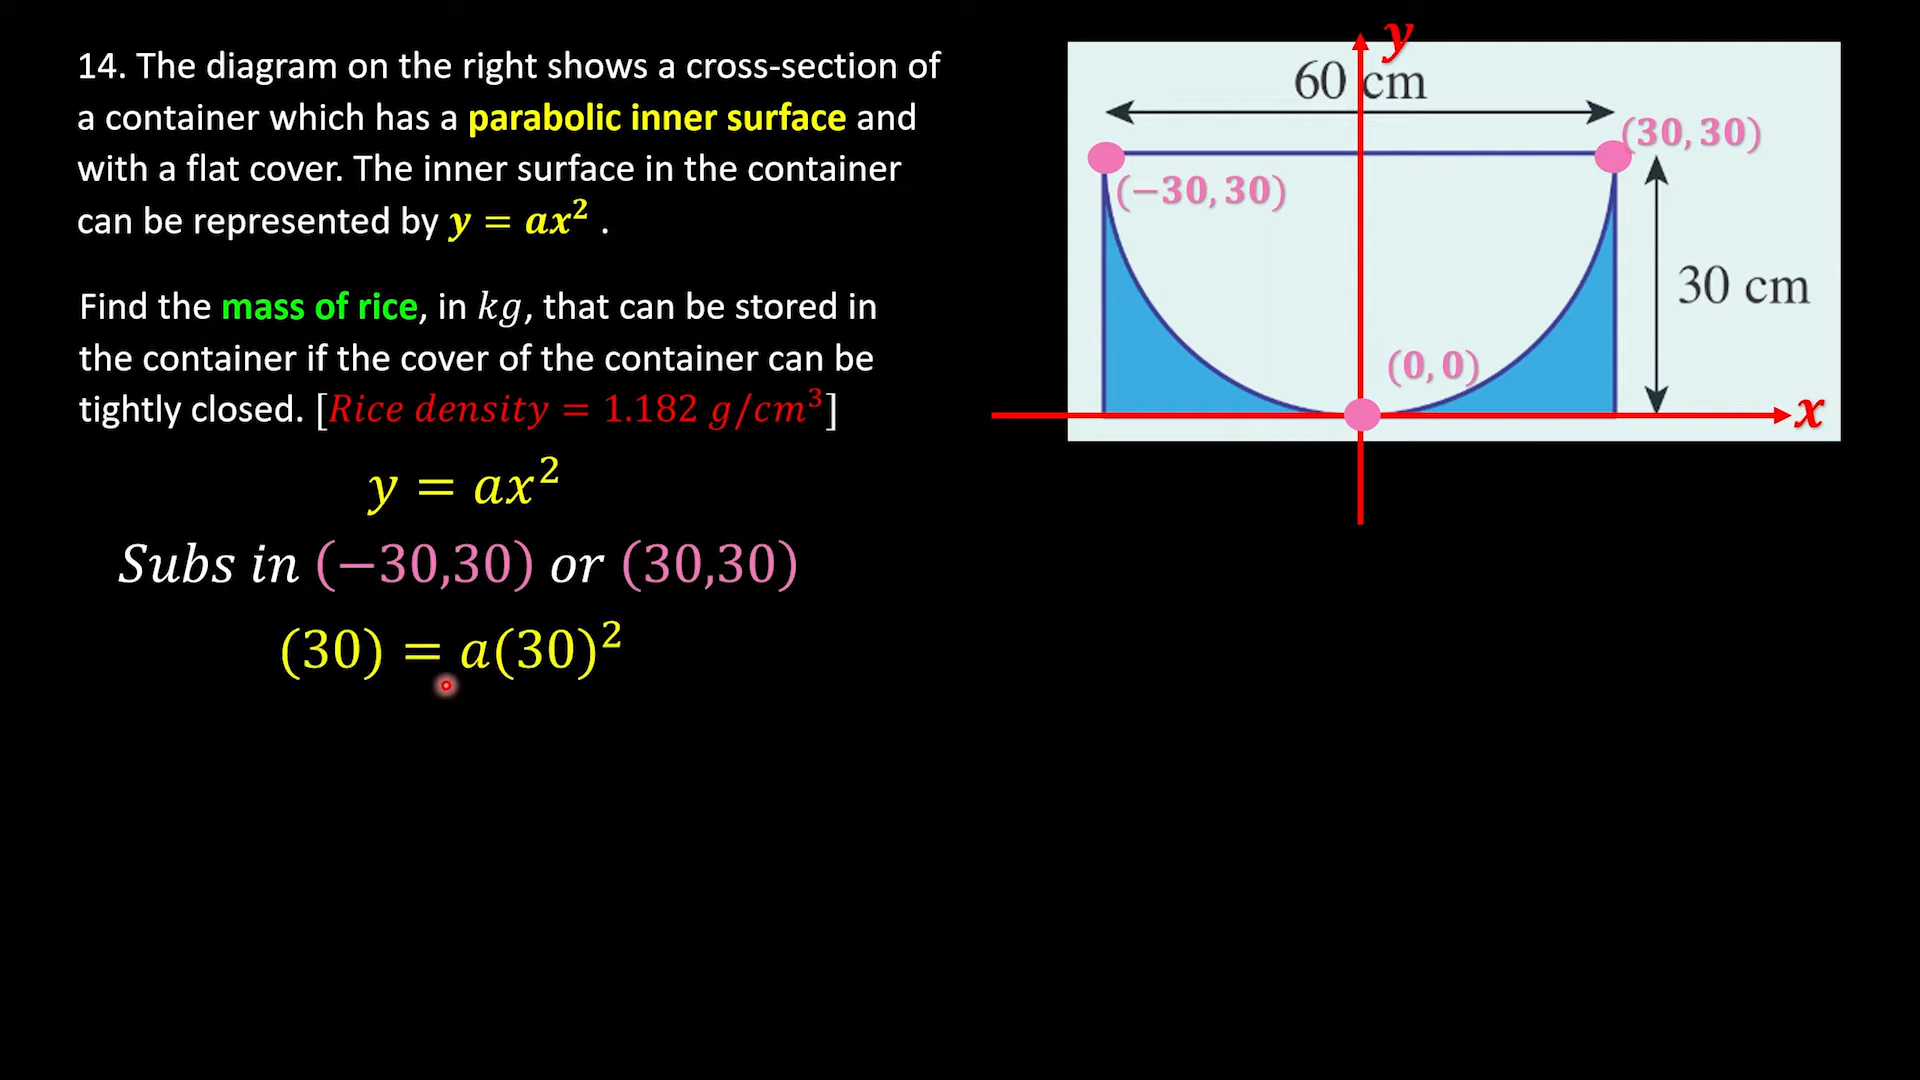 14. The diagram on the right shows a cross-section of
a container which has a parabolic inner surface and
with a flat cover. The inner surface in the container
can be represented by y = ax² .
Find the mass of rice, in kg, that can be stored in
the container if the cover of the container can be
tightly closed. [Rice density = 1.182 g/cm³]
y = ax²
Subs in (−30,30) or (30,30)
(30) = a(30)²
y
60 cm
(30, 30)
(−30, 30)
30 cm
(0, 0)
x